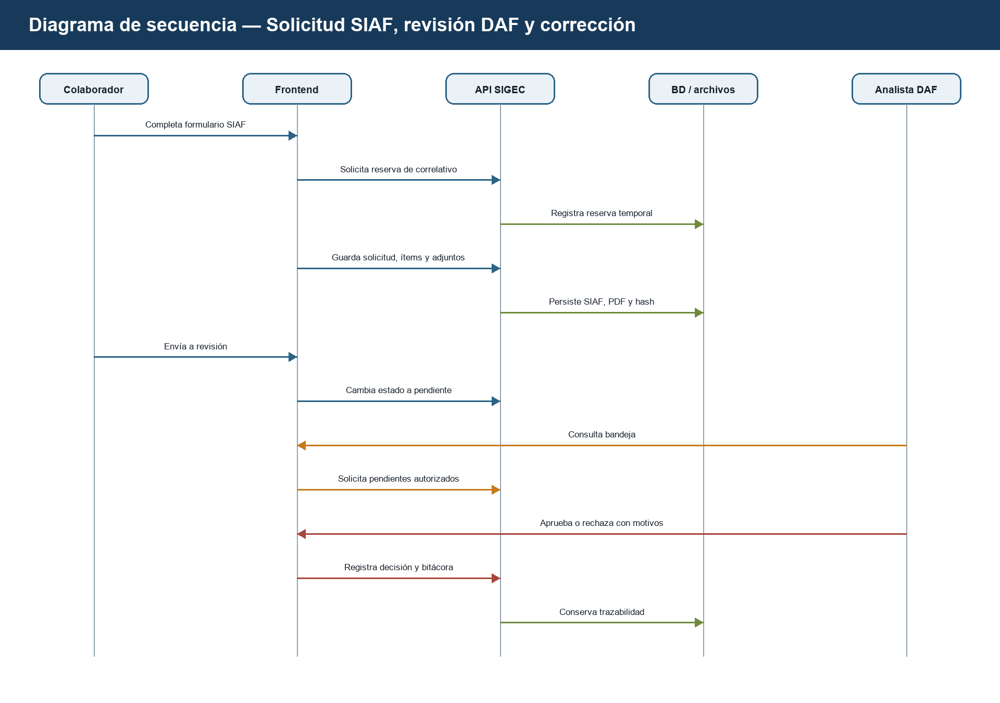 Diagrama de secuencia — Solicitud SIAF, revisión DAF y corrección
Colaborador
Frontend
API SIGEC
BD / archivos
Analista DAF
Completa formulario SIAF
Solicita reserva de correlativo
Registra reserva temporal
Guarda solicitud, ítems y adjuntos
Persiste SIAF, PDF y hash
Envía a revisión
Cambia estado a pendiente
Consulta bandeja
Solicita pendientes autorizados
Aprueba o rechaza con motivos
Registra decisión y bitácora
Conserva trazabilidad